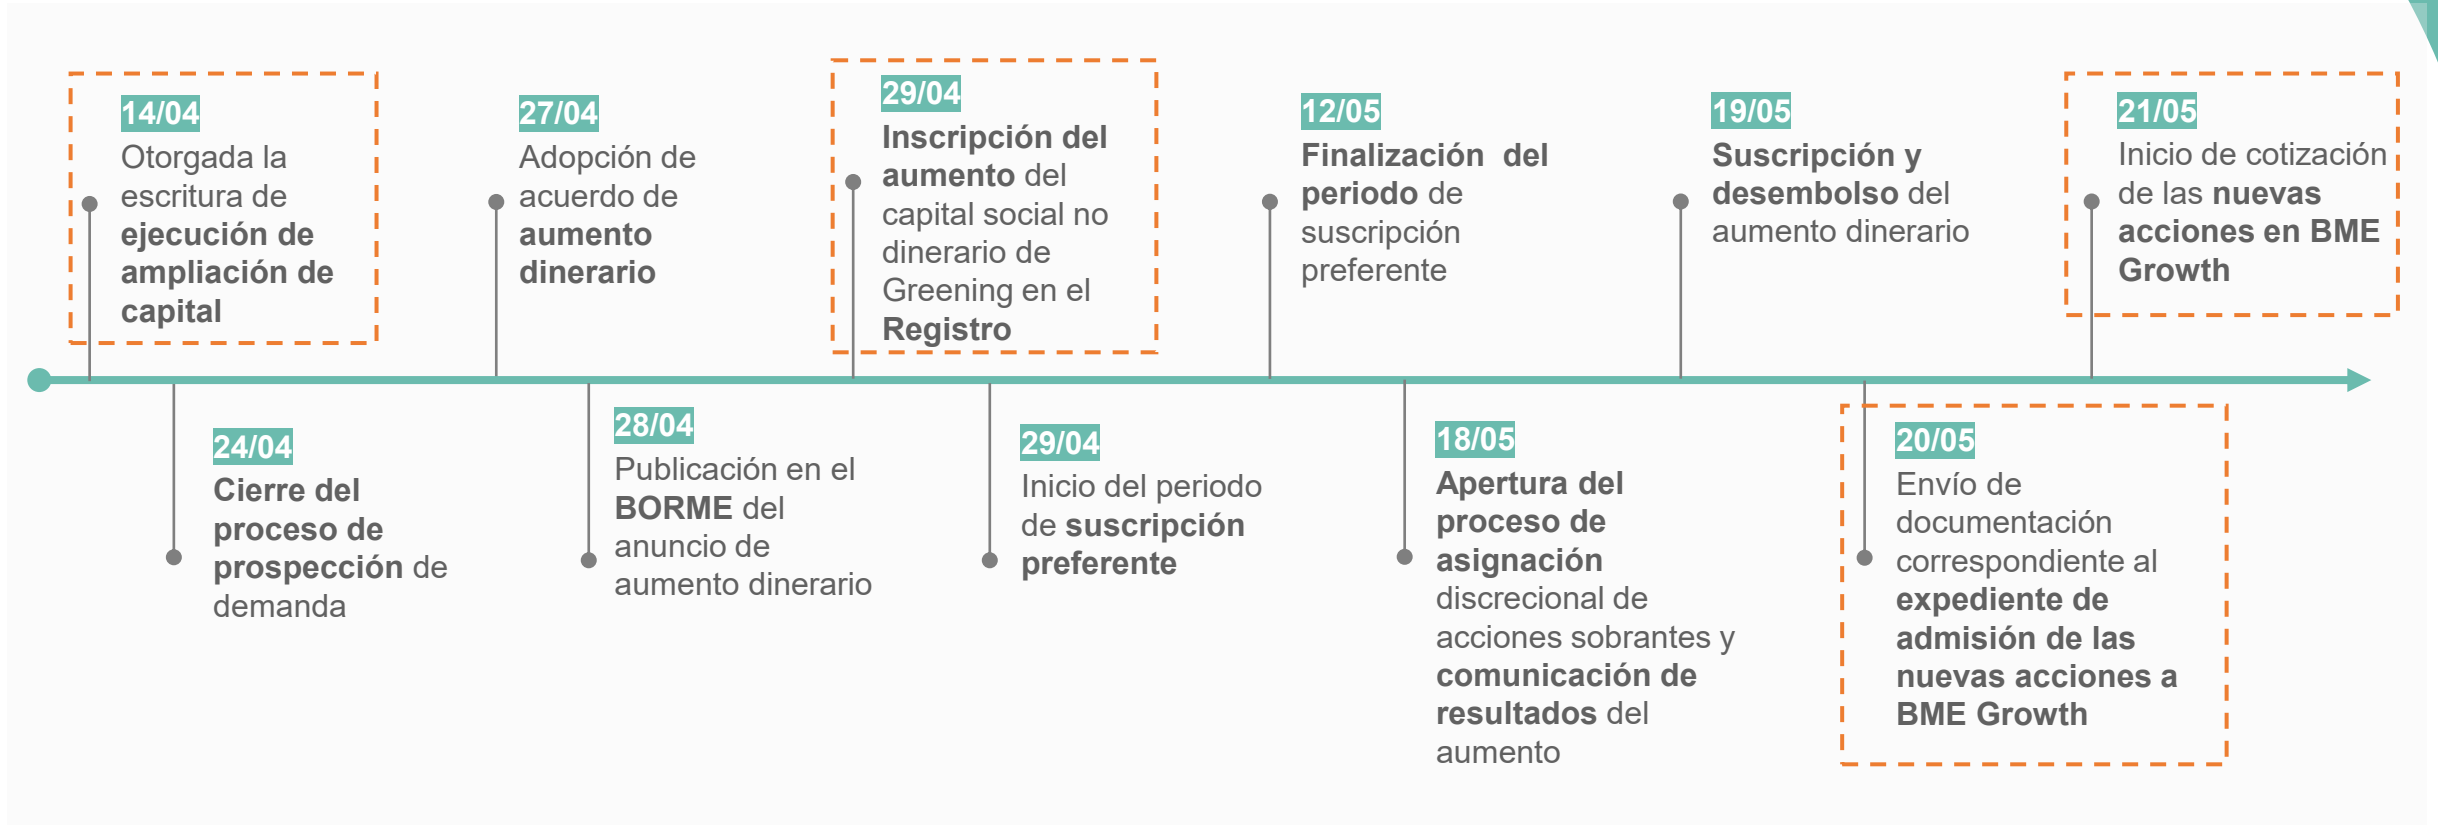 14/04
Otorgada la
escritura de
ejecución de
ampliación de
capital
24/04
Cierre del
proceso de
prospección de
demanda
27/04
Adopción de
acuerdo de
aumento
dinerario
28/04
Publicación en el
BORME del
anuncio de
aumento dinerario
29/04
Inscripción del
aumento del
capital social no
dinerario de
Greening en el
Registro
29/04
Inicio del periodo
de suscripción
preferente
12/05
Finalización  del
periodo de
suscripción
preferente
18/05
Apertura del
proceso de
asignación
discrecional de
acciones sobrantes y
comunicación de
resultados del
aumento
19/05
Suscripción y
desembolso del
aumento dinerario
20/05
Envío de
documentación
correspondiente al
expediente de
admisión de las
nuevas acciones a
BME Growth
21/05
Inicio de cotización
de las nuevas
acciones en BME
Growth